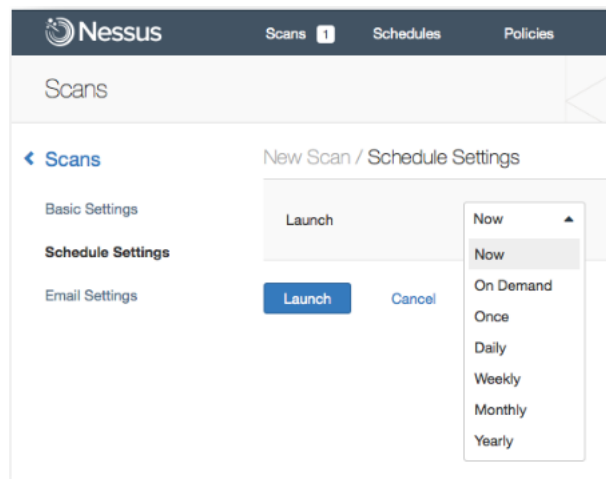 Nessus Scans 1 Schedules Policies
Scans
Scans
Basic Settings
Schedule Settings
Email Settings
New Scan / Schedule Settings
Launch Now
Now
On Demand
Once
Daily
Weekly
Monthly
Yearly
Launch Cancel